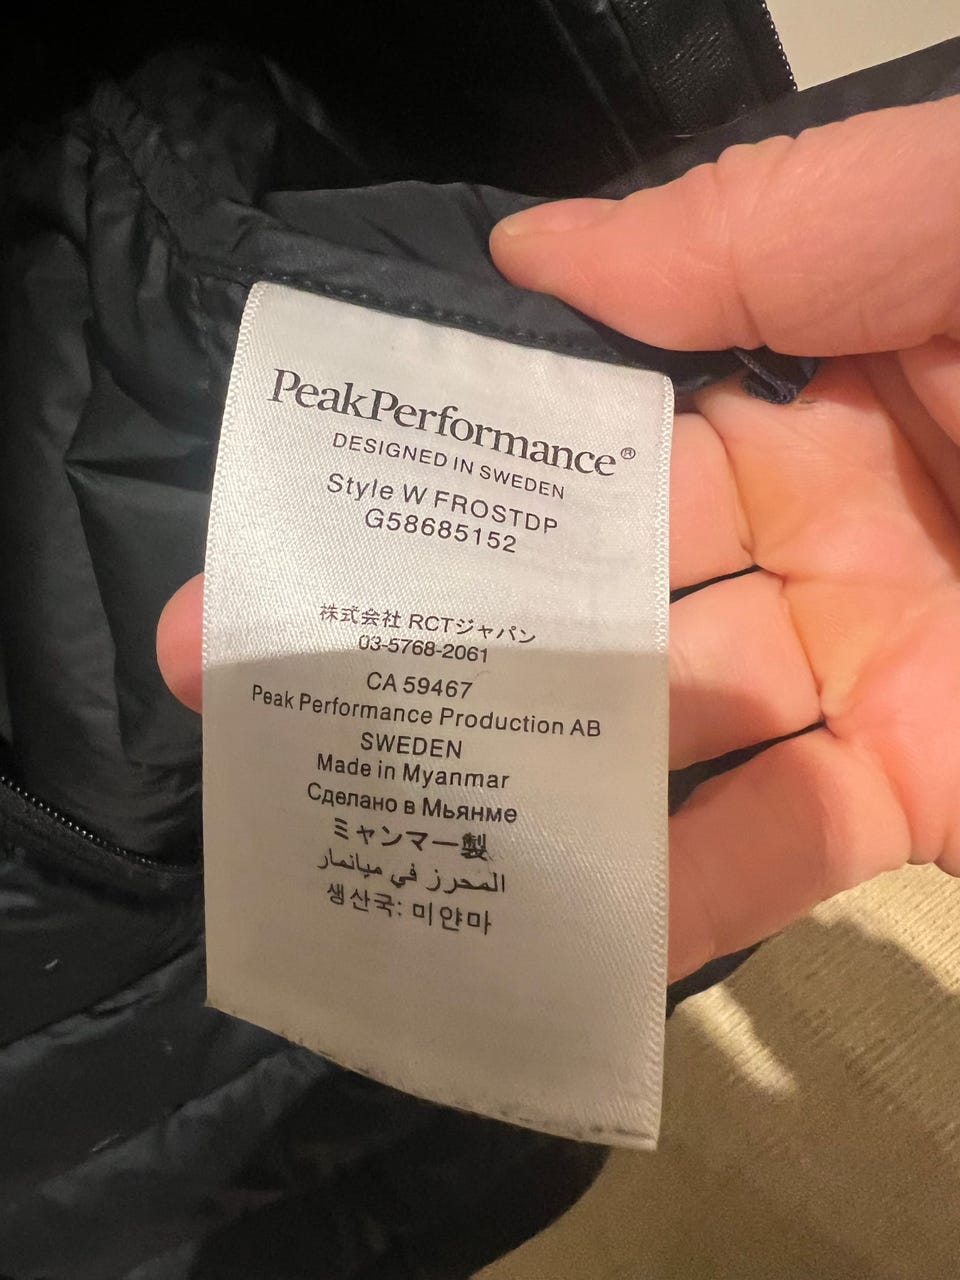 PeakPerformance®
DESIGNED IN SWEDEN
Style W FROSTDP
G58685152
株式会社 RCTジャパン
03-5768-2061
CA 59467
Peak Performance Production AB
SWEDEN
Made in Myanmar
Сделано в Мьянме
ミャンマー製
المحرز في ميانمار
생산국: 미얀마